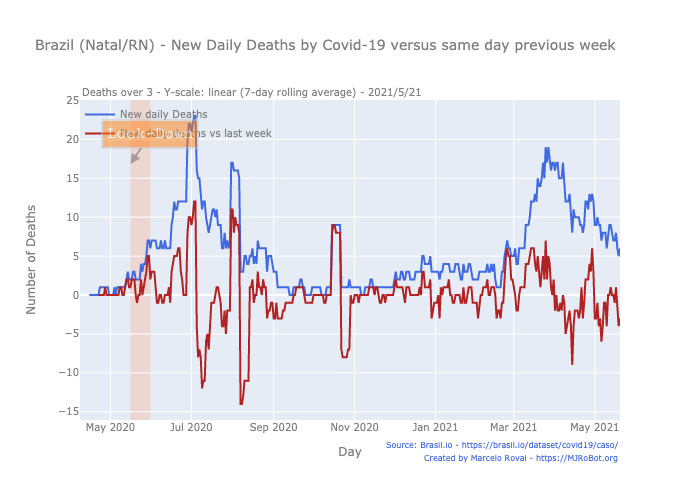 Brazil (Natal/RN) - New Daily Deaths by Covid-19 versus same day previous week
Deaths over 3 - Y-scale: linear (7-day rolling average) - 2021/5/21
25
New daily Deaths
vs last week
Lock Down
20
15
10
5
0
−5
−10
−15
Number of Deaths
May 2020
Jul 2020
Sep 2020
Nov 2020
Jan 2021
Mar 2021
May 2021
Day
Source: Brasil.io - https://brasil.io/dataset/covid19/caso/
Created by Marcelo Rovai - https://MJRoBot.org